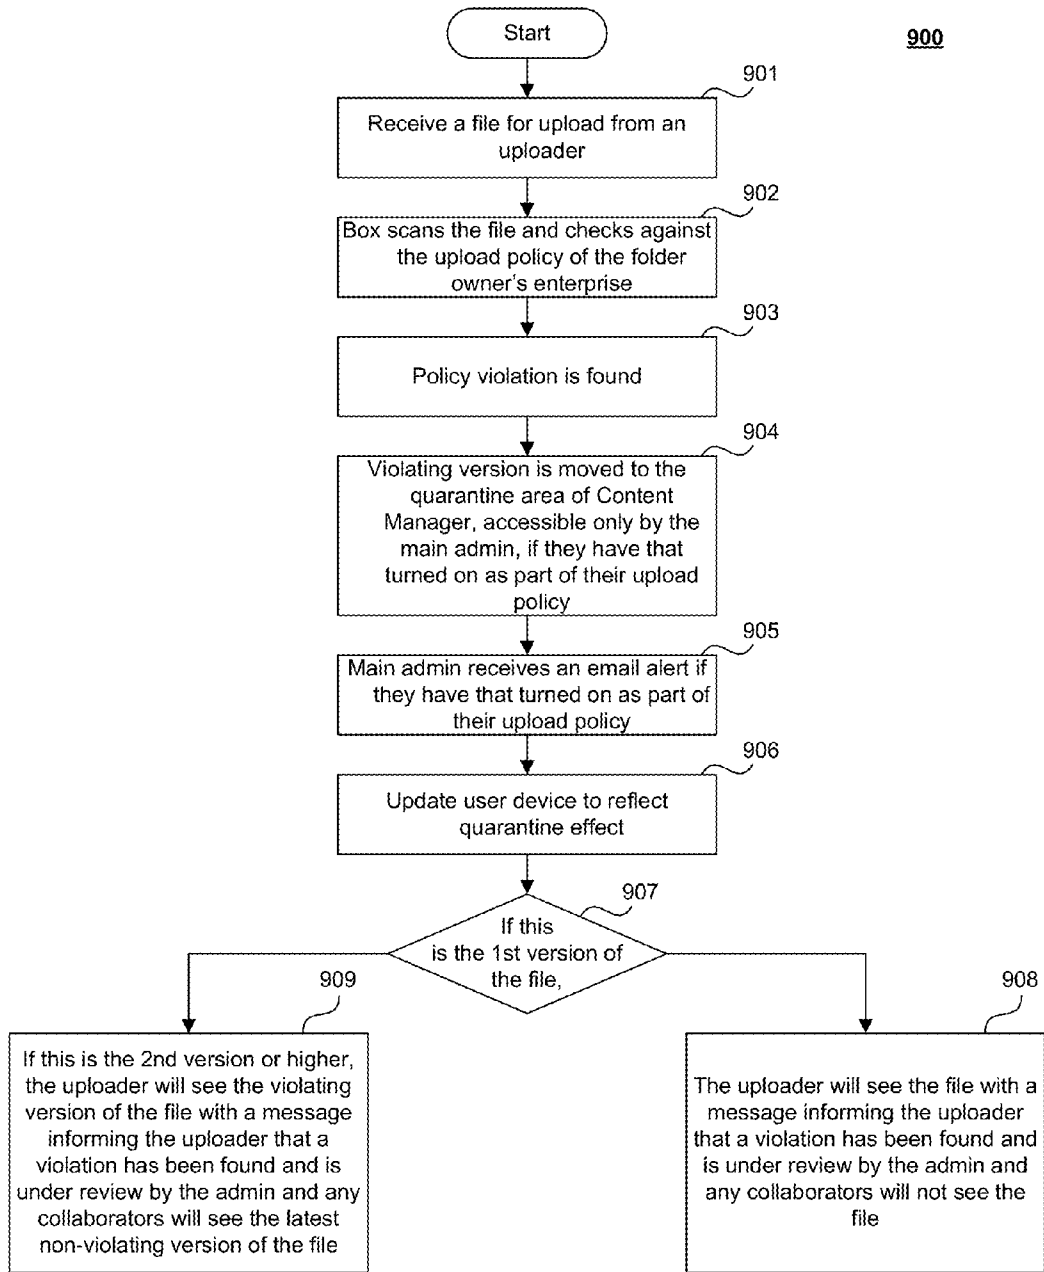 Start
900
901
Receive a file for upload from an
uploader
902
Box scans the file and checks against
the upload policy of the folder
owner's enterprise
903
Policy violation is found
904
Violating version is moved to the
quarantine area of Content
Manager, accessible only by the
main admin, if they have that
turned on as part of their upload
policy
905
Main admin receives an email alert if
they have that turned on as part of
their upload policy
906
Update user device to reflect
quarantine effect
907
If this
is the 1st version of
the file,
909
If this is the 2nd version or higher,
the uploader will see the violating
version of the file with a message
informing the uploader that a
violation has been found and is
under review by the admin and any
collaborators will see the latest
non-violating version of the file
908
The uploader will see the file with a
message informing the uploader
that a violation has been found and
is under review by the admin and
any collaborators will not see the
file